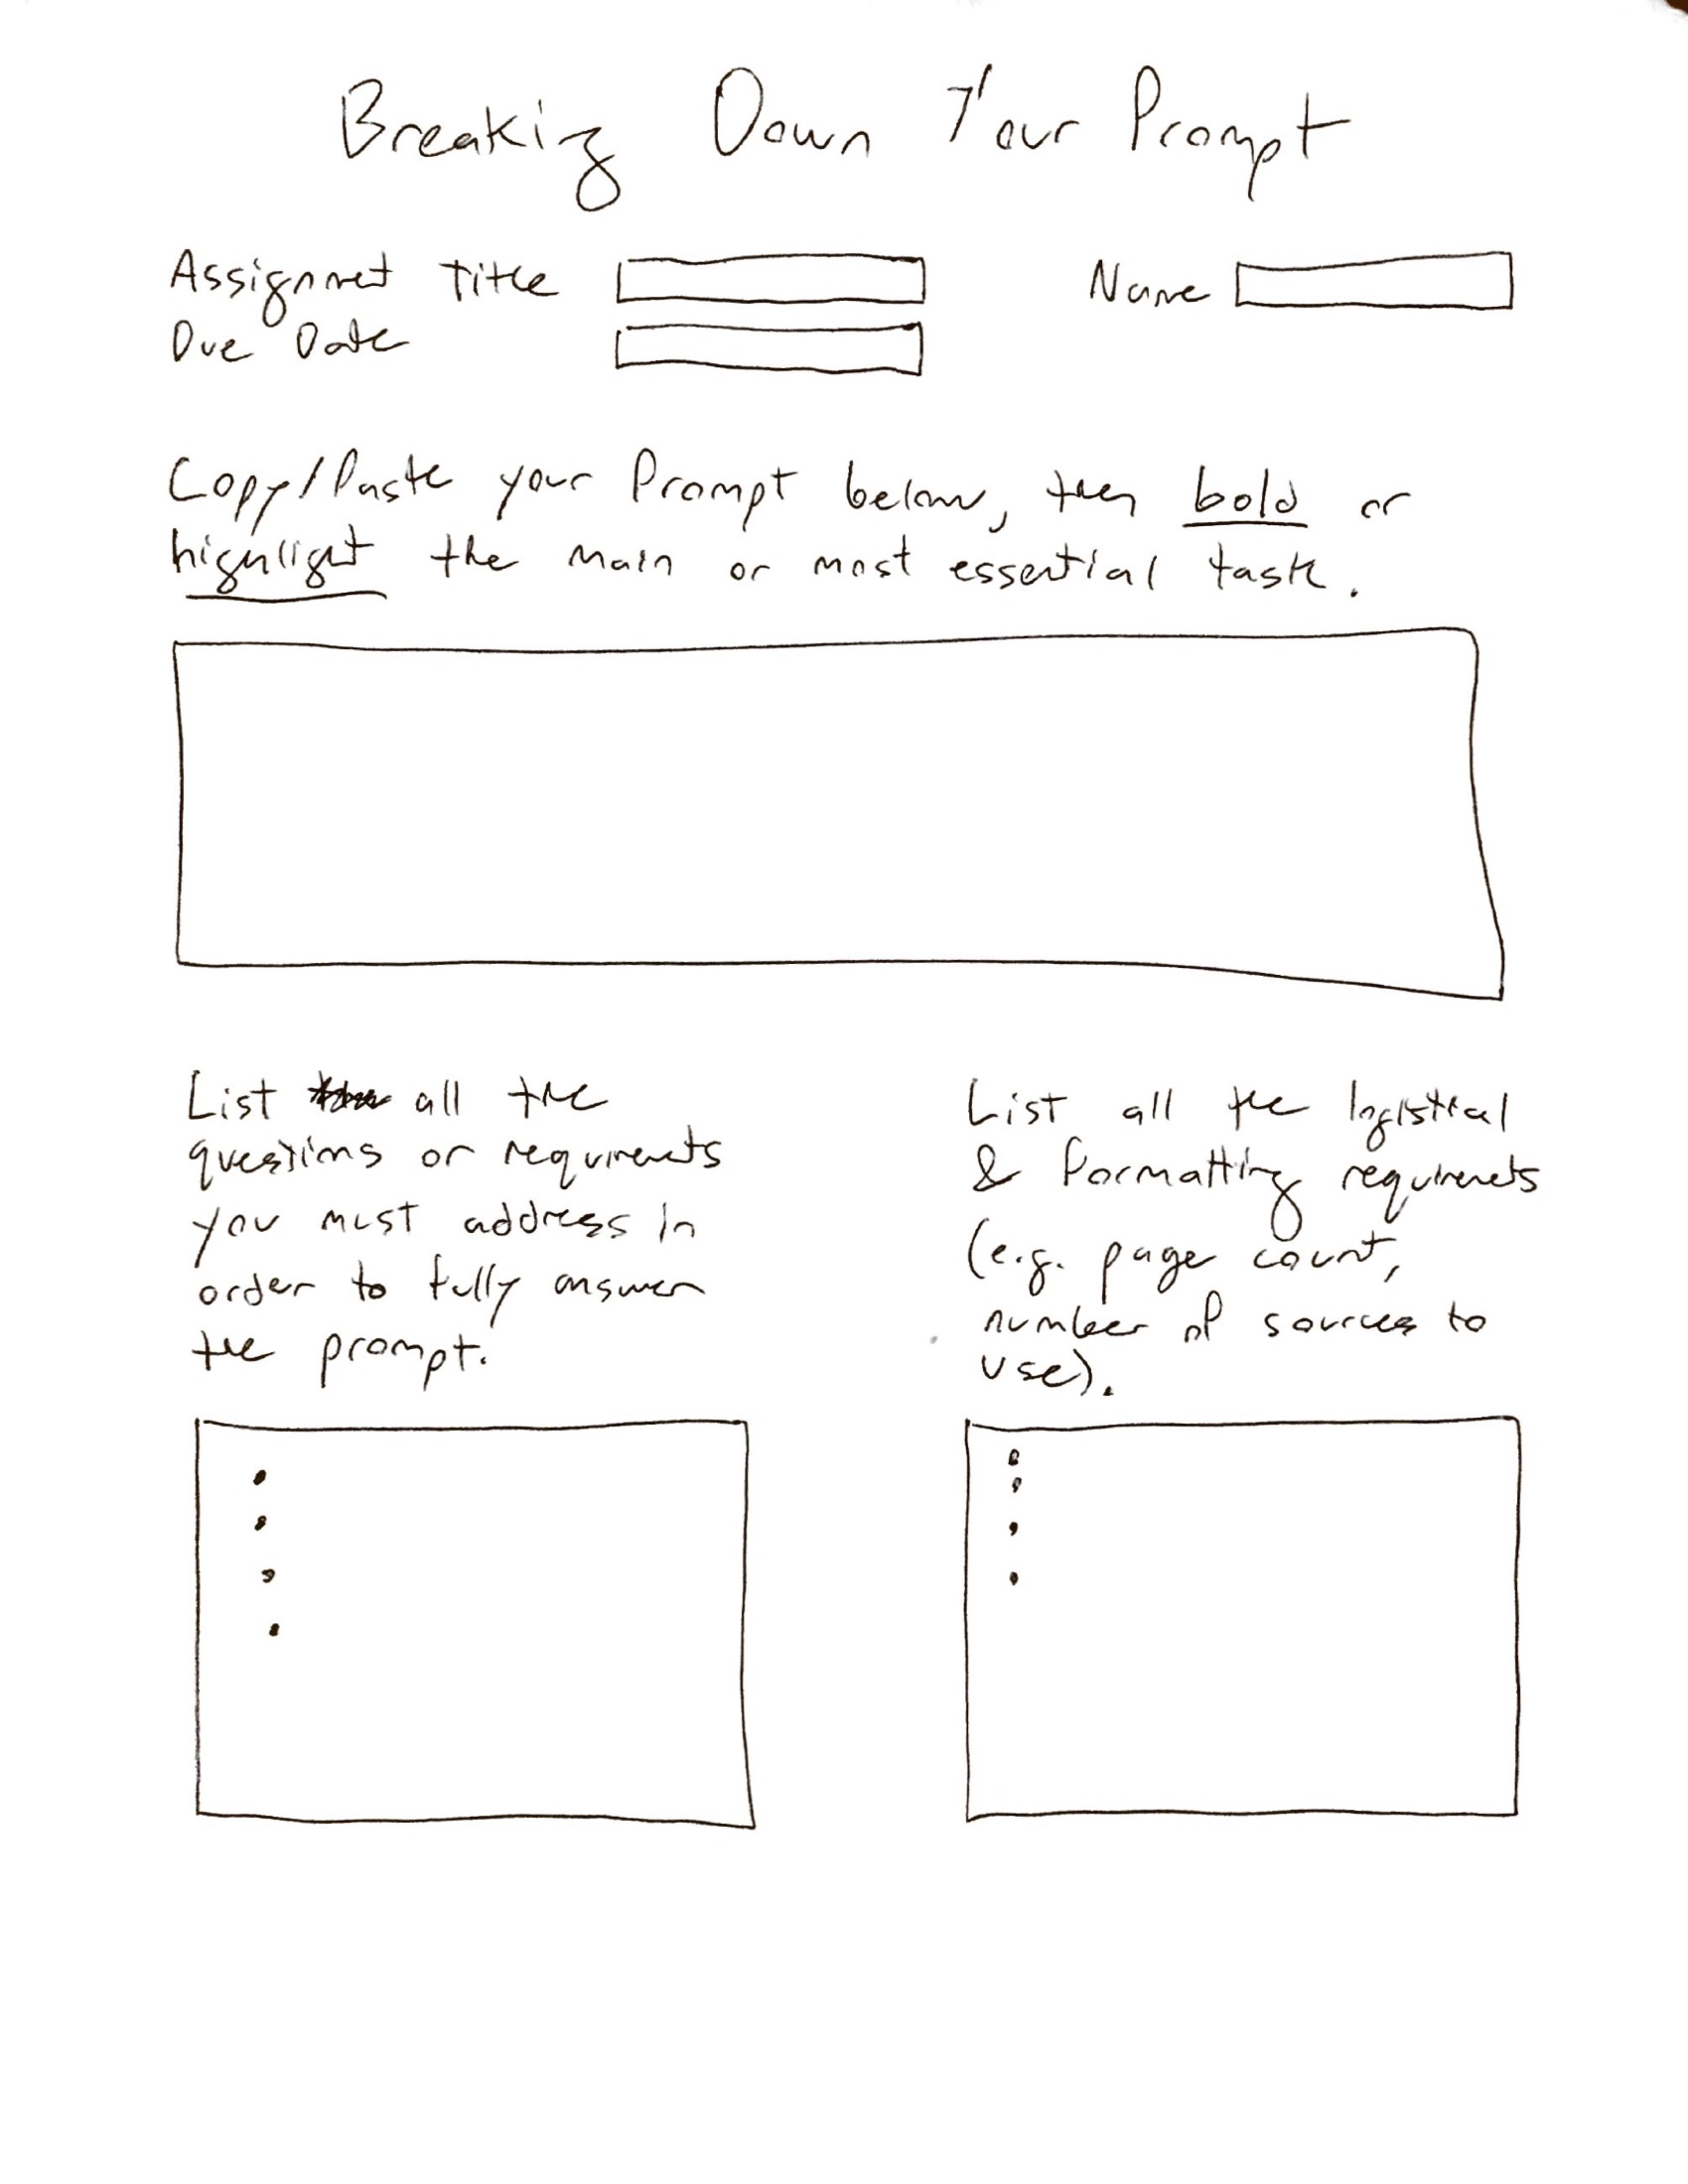 Breaking Down Your Prompt
Assignment Title
Name
Due Date
Copy/Paste your Prompt below, then bold or
highlight the main or most essential task.
List all the
questions or requirements
you must address in
order to fully answer
the prompt.
List all the logistical
& formatting requirements
(e.g. page count,
number of sources to
use).